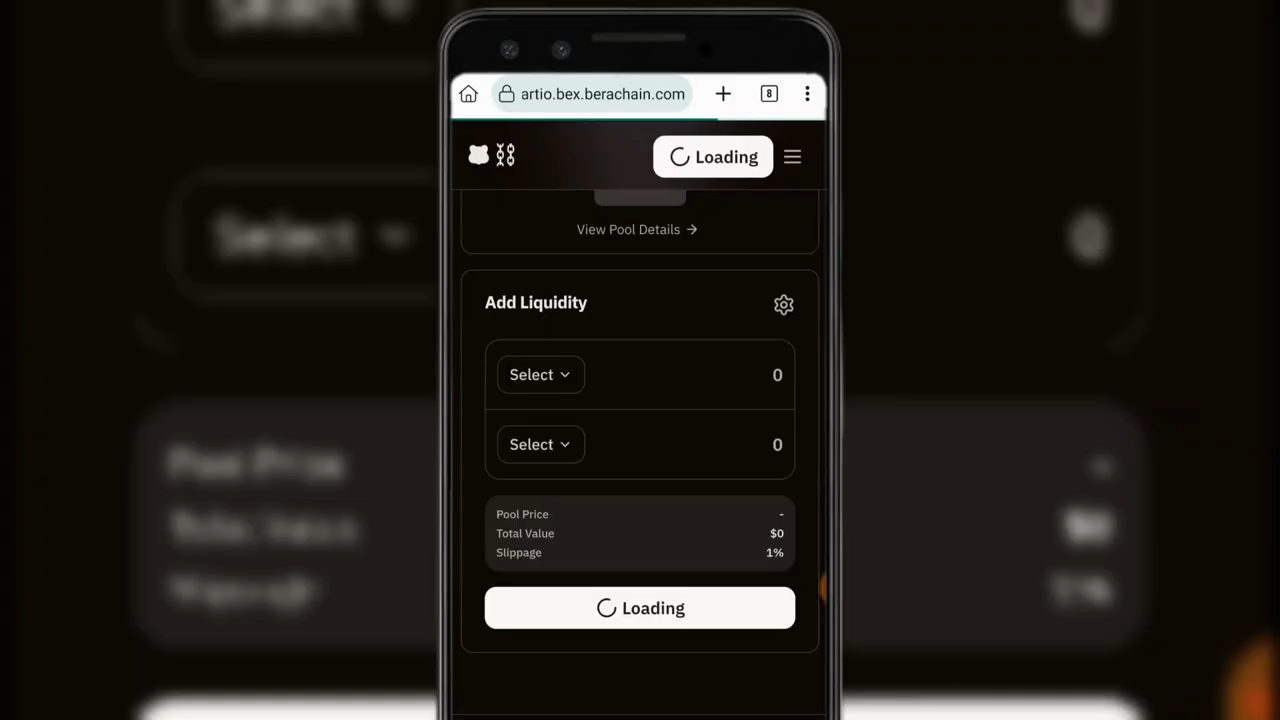 artio.bex.berachain.com
8
Loading
View Pool Details →
Add Liquidity
Select 0
Select 0
Pool Price -
Total Value $0
Slippage 1%
Loading